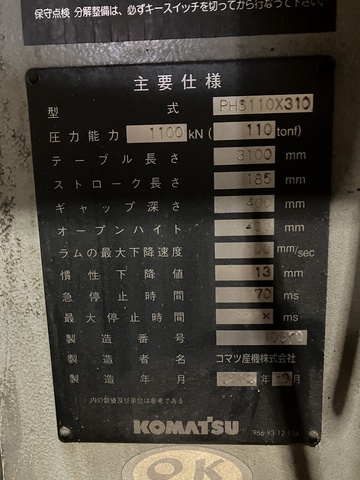 保守点検 分解整備は、必ずキースイッチを切ってから行なって下さい。
主要仕様
型式 PHS110X310
圧力能力 1100 kN ( 110 tonf)
テーブル長さ 3100 mm
ストローク長さ 185 mm
ギャップ深さ 400 mm
オープンハイト mm
ラムの最大下降速度 mm/sec
慣性下降値 13 mm
急停止時間 70 ms
最大停止時間 × ms
製造番号
製造者名 コマツ産機株式会社
製造年月 年 月
( )内の数値及び単位は参考である
KOMATSU
966-93-12154
OK